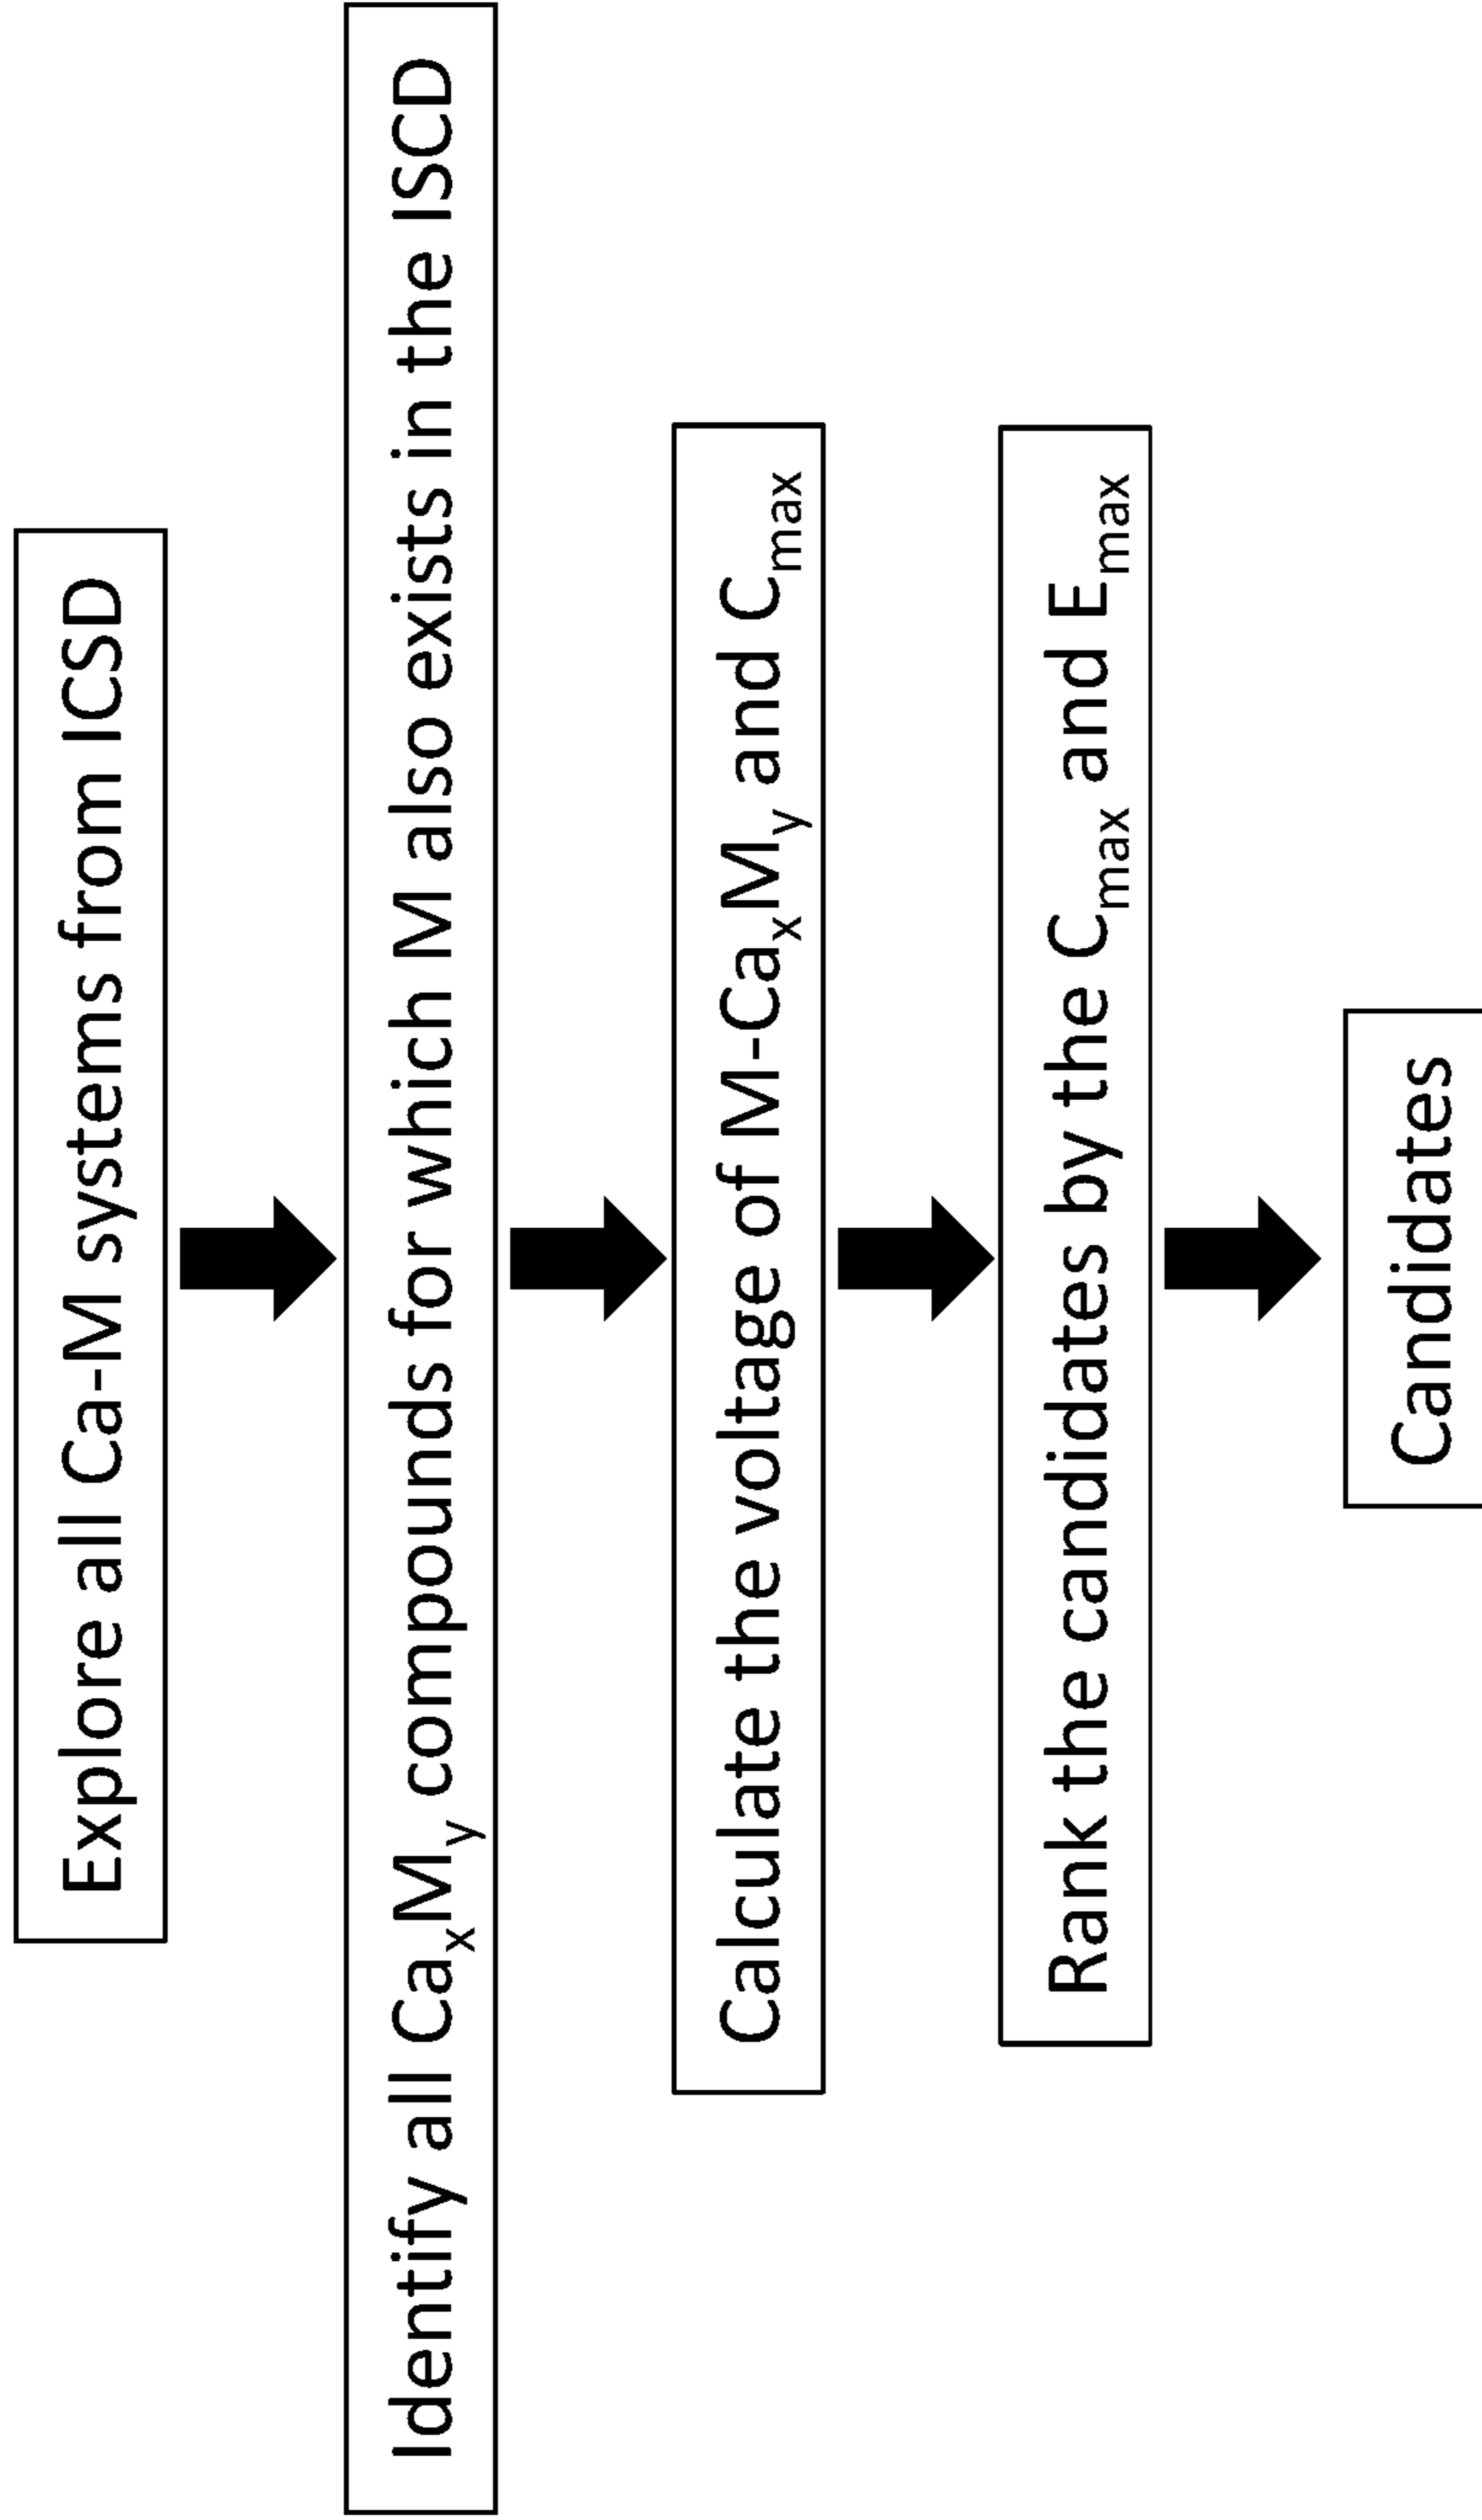 Explore all Ca-M systems from ICSD
Identify all CaxMy compounds for which M also exists in the ISCD
Calculate the voltage of M-CaxMy and Cmax
Rank the candidates by the Cmax and Emax
Candidates